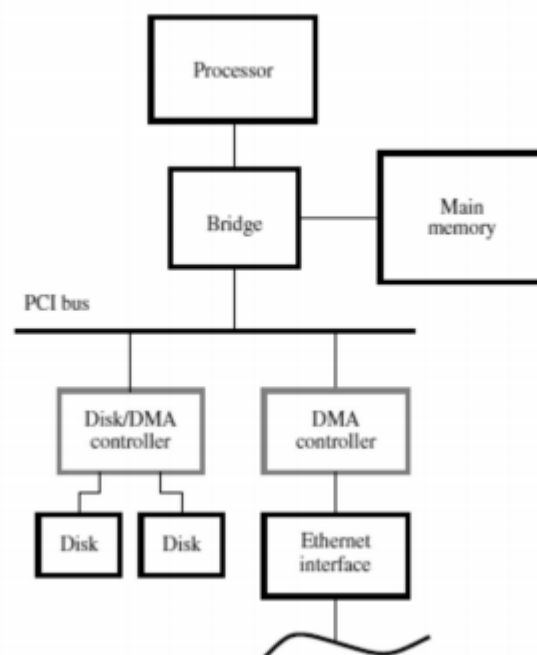 Processor
Bridge
Main
memory
PCI bus
Disk/DMA
controller
DMA
controller
Disk
Disk
Ethernet
interface